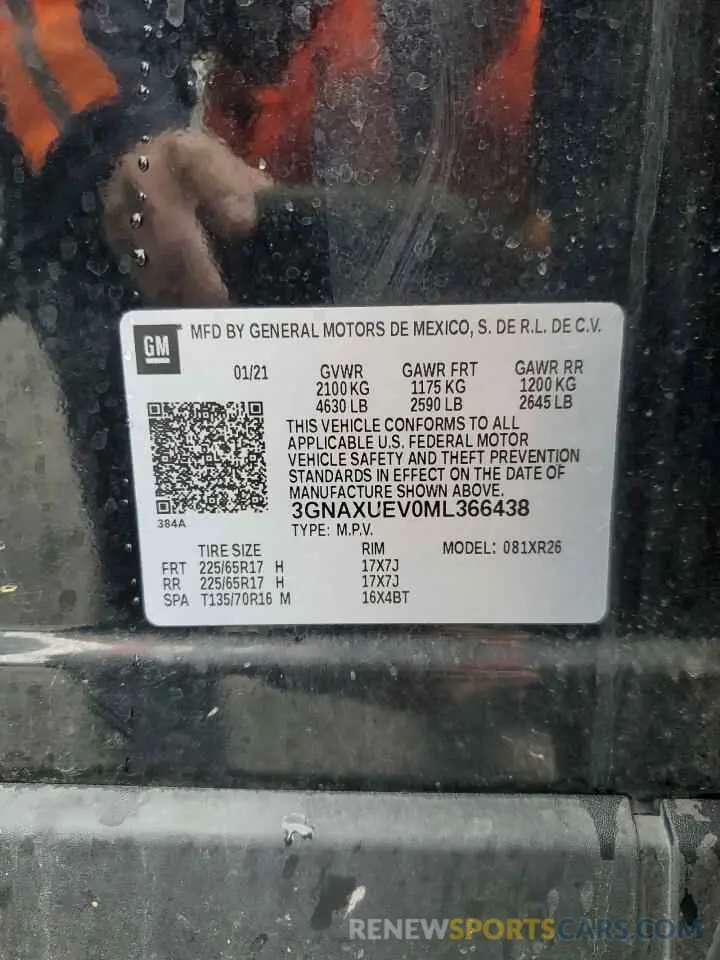 GM
MFD BY GENERAL MOTORS DE MEXICO, S. DE R.L. DE C.V.
01/21 GVWR GAWR FRT GAWR RR
2100 KG 1175 KG 1200 KG
4630 LB 2590 LB 2645 LB
THIS VEHICLE CONFORMS TO ALL
APPLICABLE U.S. FEDERAL MOTOR
VEHICLE SAFETY AND THEFT PREVENTION
STANDARDS IN EFFECT ON THE DATE OF
MANUFACTURE SHOWN ABOVE.
3GNAXUEV0ML366438
384A
TYPE: M.P.V.
TIRE SIZE RIM MODEL: 081XR26
FRT 225/65R17 H 17X7J
RR 225/65R17 H 17X7J
SPA T135/70R16 M 16X4BT
RENEWSPORTSCARS.COM